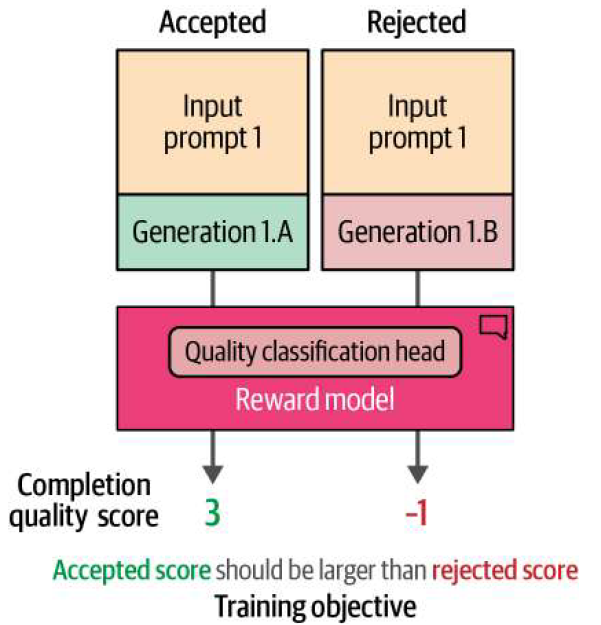 Accepted Rejected
Input Input
prompt 1 prompt 1
Generation 1.A Generation 1.B
Quality classification head
Reward model
Completion
quality score 3 -1
Accepted score should be larger than rejected score
Training objective